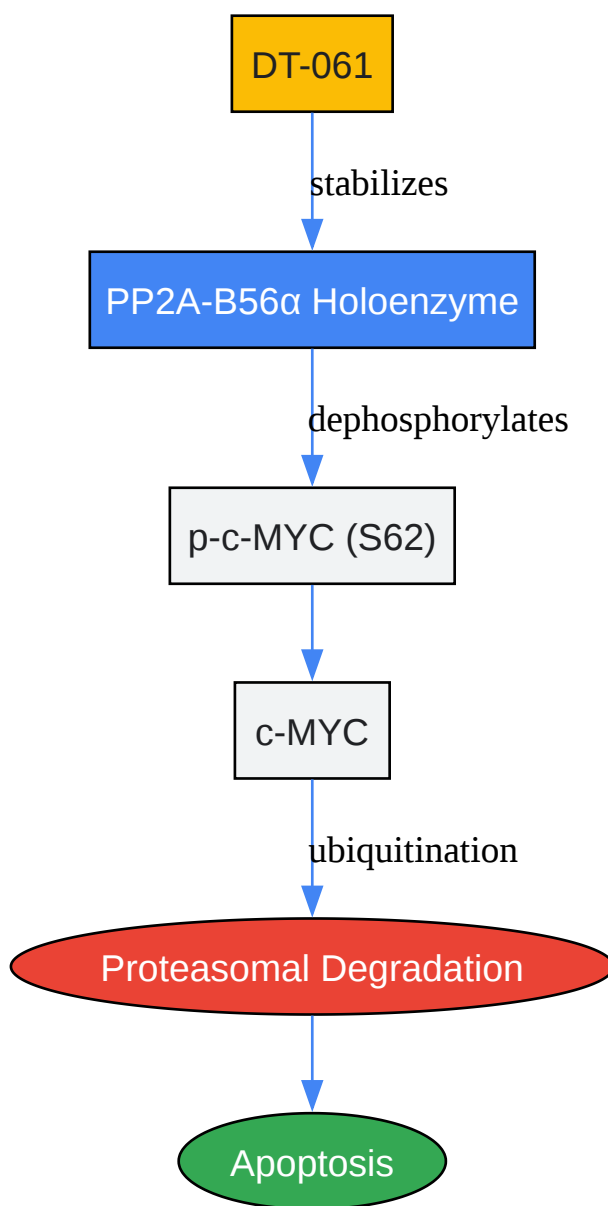 DT-061
stabilizes
PP2A-B56α Holoenzyme
dephosphorylates
p-c-MYC (S62)
c-MYC
ubiquitination
Proteasomal Degradation
Apoptosis